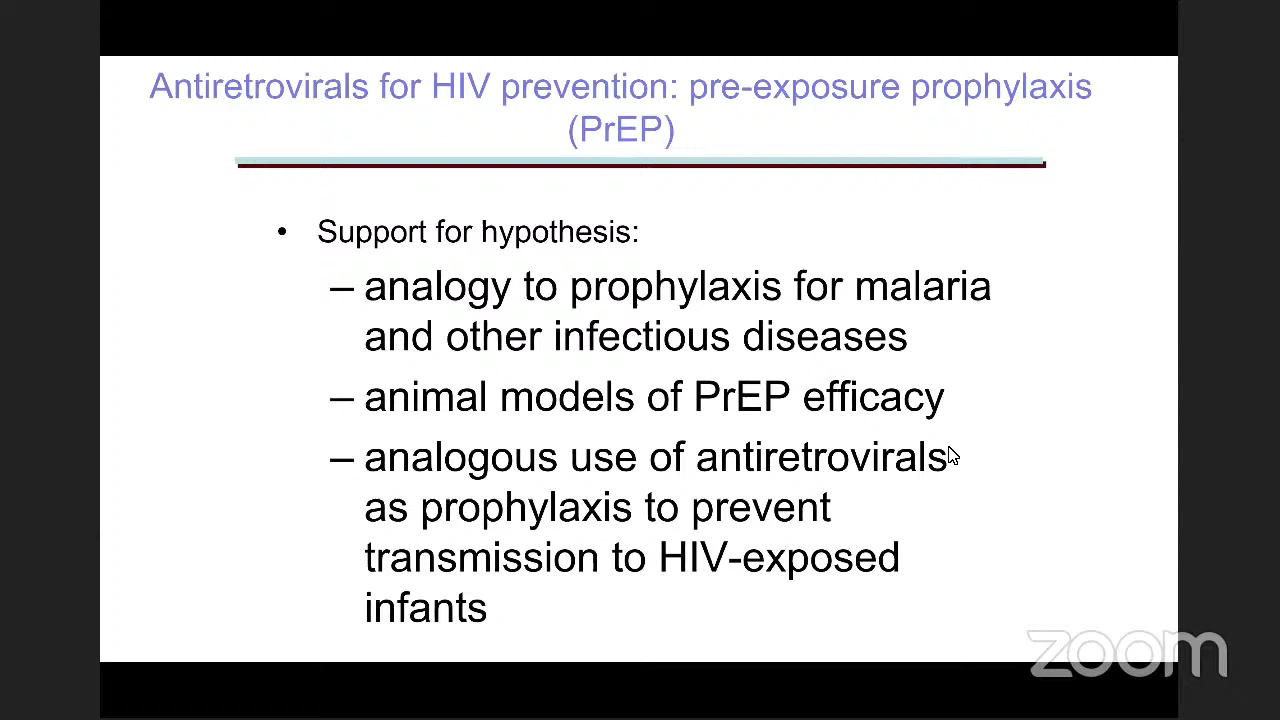 Antiretrovirals for HIV prevention: pre-exposure prophylaxis
(PrEP)
• Support for hypothesis:
– analogy to prophylaxis for malaria
and other infectious diseases
– animal models of PrEP efficacy
– analogous use of antiretrovirals
as prophylaxis to prevent
transmission to HIV-exposed
infants
zoom